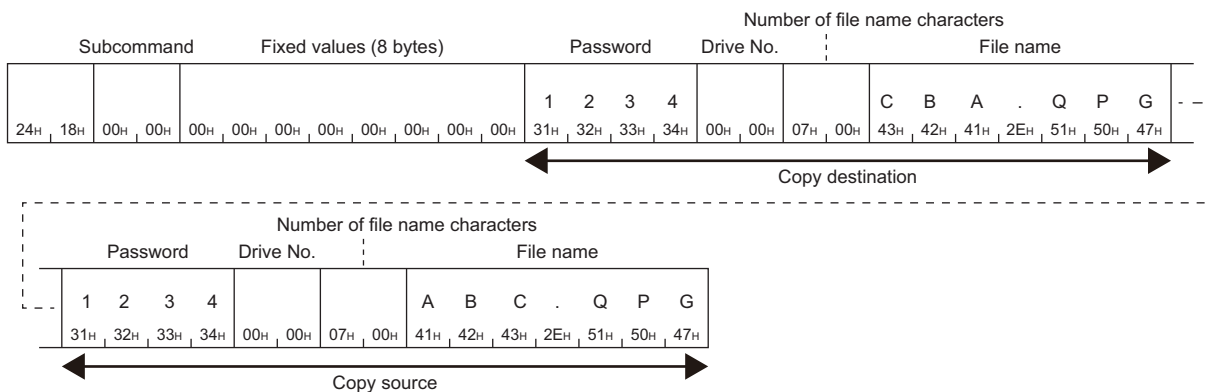 Number of file name characters
Subcommand Fixed values (8 bytes) Password Drive No. File name
1 2 3 4 C B A . Q P G
24H 18H 00H 00H 00H 00H 00H 00H 00H 00H 00H 00H 31H 32H 33H 34H 00H 00H 07H 00H 43H 42H 41H 2EH 51H 50H 47H
Copy destination
Number of file name characters
Password Drive No. File name
1 2 3 4 A B C . Q P G
31H 32H 33H 34H 00H 00H 07H 00H 41H 42H 43H 2EH 51H 50H 47H
Copy source